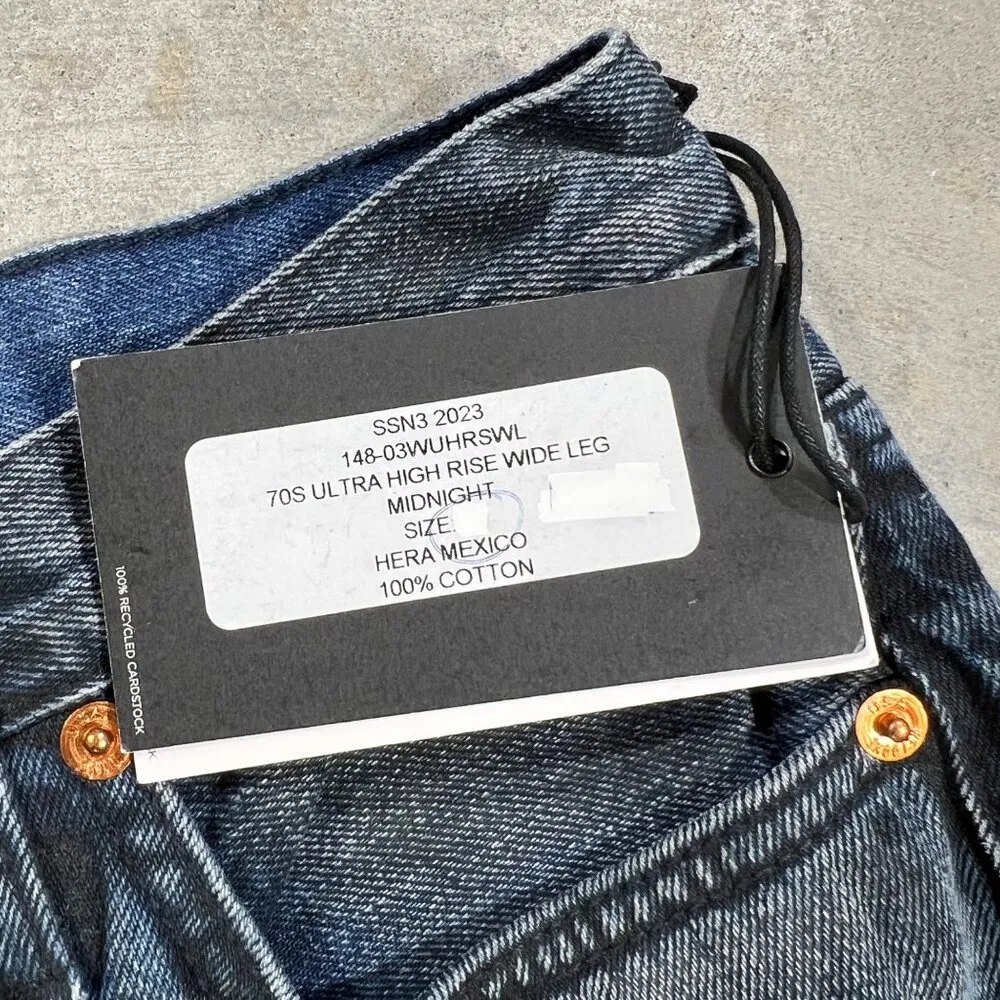 SSN3 2023
148-03WUHRSWL
70S ULTRA HIGH RISE WIDE LEG
MIDNIGHT
SIZE:
HERA MEXICO
100% COTTON
100% RECYCLED CARDSTOCK